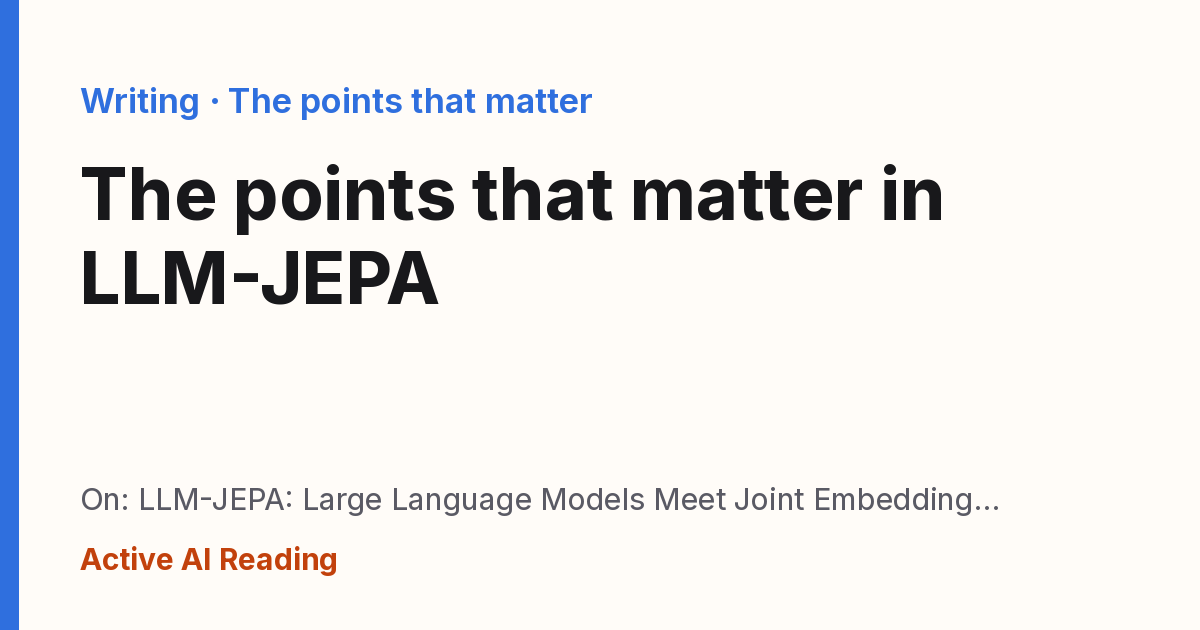 Writing · The points that matter
The points that matter in
LLM-JEPA
On: LLM-JEPA: Large Language Models Meet Joint Embedding…
Active AI Reading